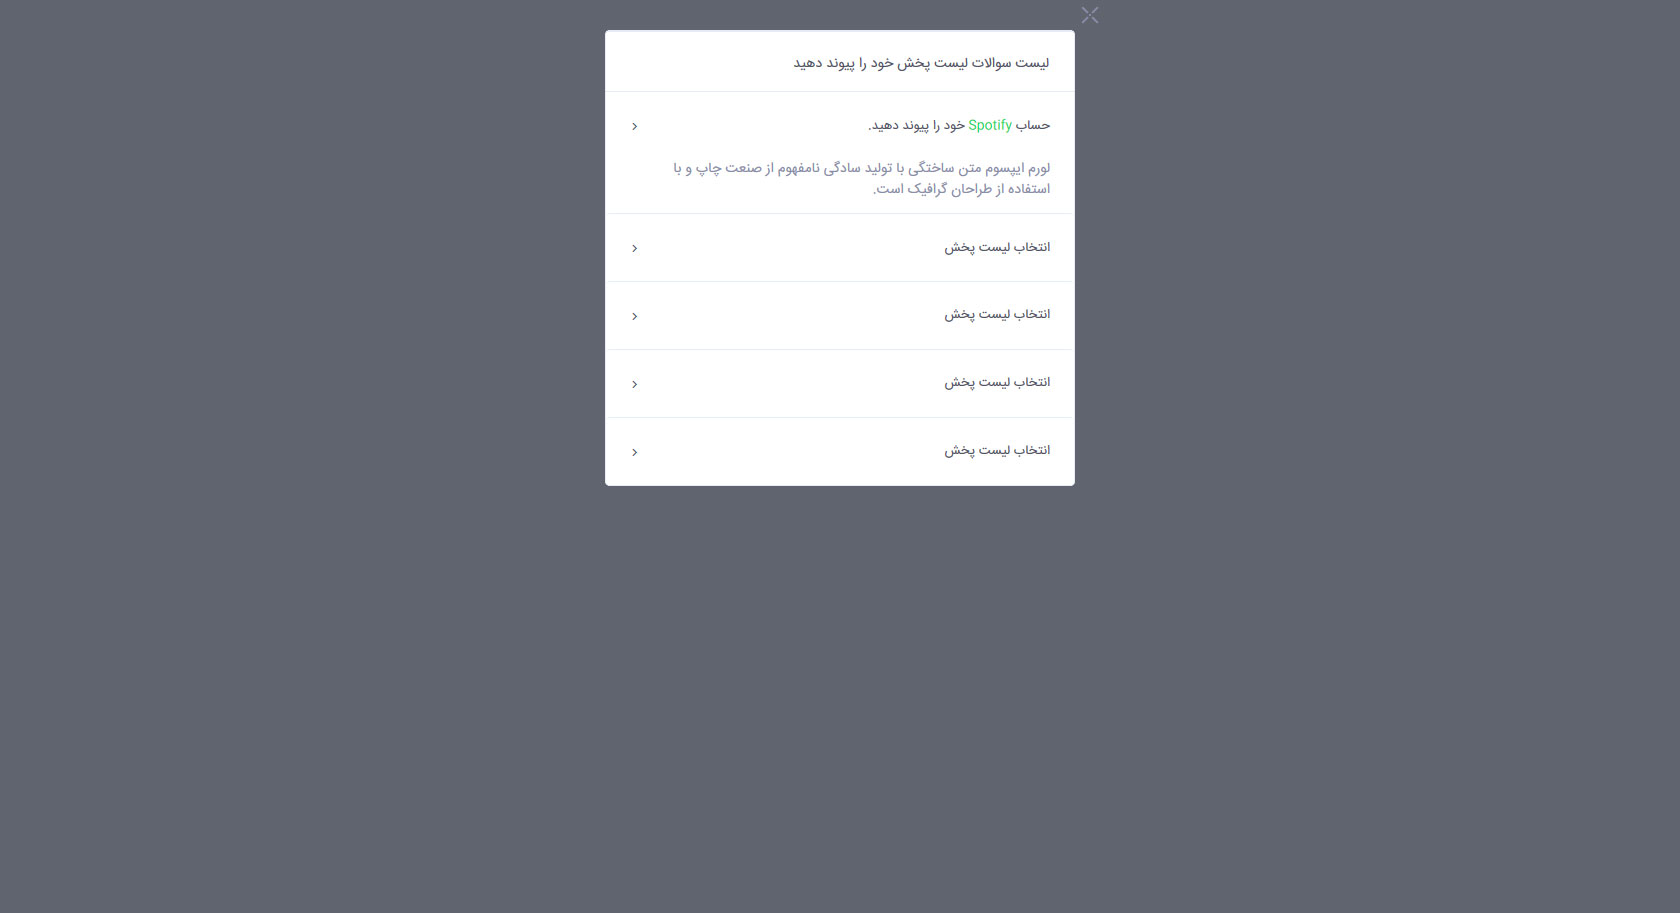 لیست سوالات لیست پخش خود را پیوند دهید
حساب Spotify خود را پیوند دهید.
لورم ایپسوم متن ساختگی با تولید سادگی نامفهوم از صنعت چاپ و با
استفاده از طراحان گرافیک است.
انتخاب لیست پخش
انتخاب لیست پخش
انتخاب لیست پخش
انتخاب لیست پخش